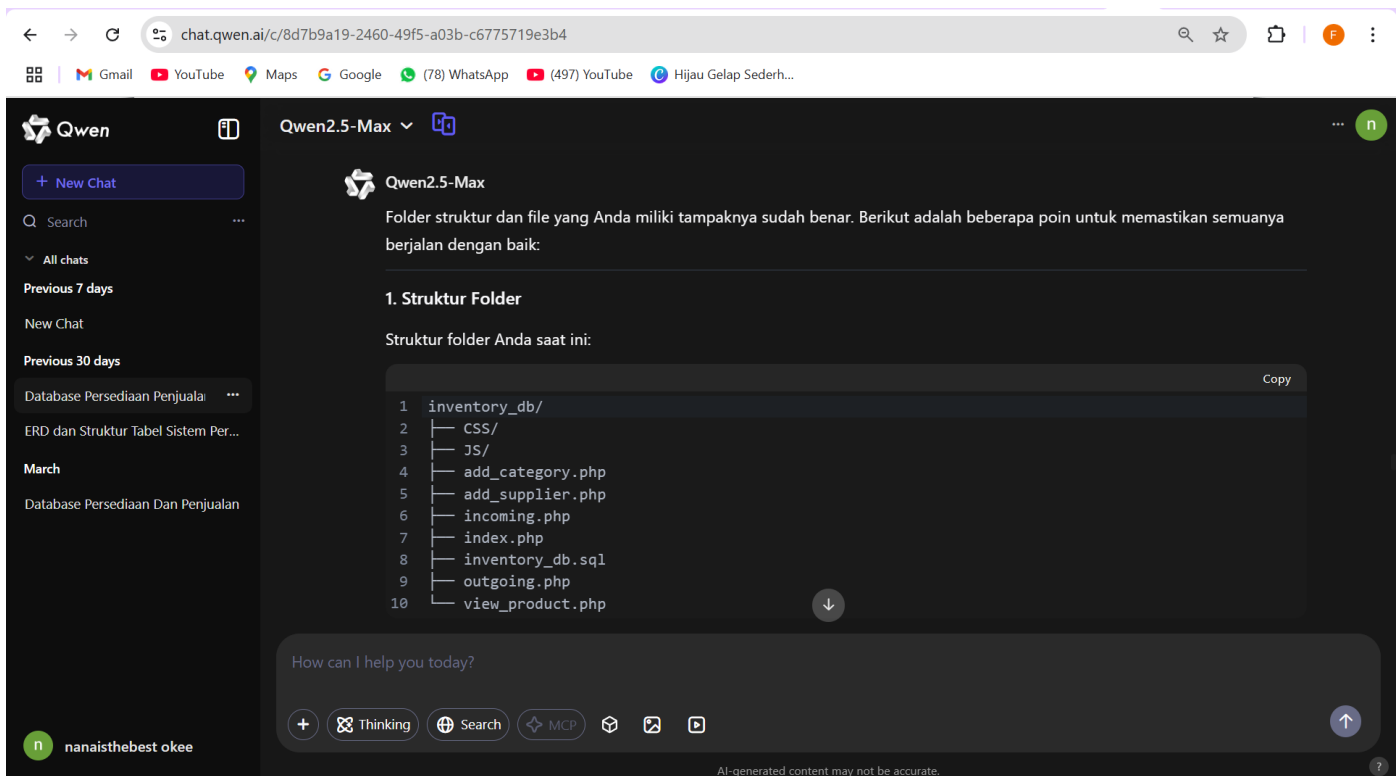 chat.qwen.ai/c/8d7b9a19-2460-49f5-a03b-c6775719e3b4
F
Gmail YouTube Maps Google (78) WhatsApp (497) YouTube Hijau Gelap Sederh...
Qwen
Qwen2.5-Max
n
+ New Chat
Search
All chats
Previous 7 days
New Chat
Previous 30 days
Database Persediaan Penjuala
ERD dan Struktur Tabel Sistem Per...
March
Database Persediaan Dan Penjualan
n nanaisthebest okee
Qwen2.5-Max
Folder struktur dan file yang Anda miliki tampaknya sudah benar. Berikut adalah beberapa poin untuk memastikan semuanya
berjalan dengan baik:
1. Struktur Folder
Struktur folder Anda saat ini:
Copy
1 inventory_db/
2 ├── CSS/
3 ├── JS/
4 ├── add_category.php
5 ├── add_supplier.php
6 ├── incoming.php
7 ├── index.php
8 ├── inventory_db.sql
9 ├── outgoing.php
10 └── view_product.php
How can I help you today?
+ Thinking Search MCP
AI-generated content may not be accurate.
?